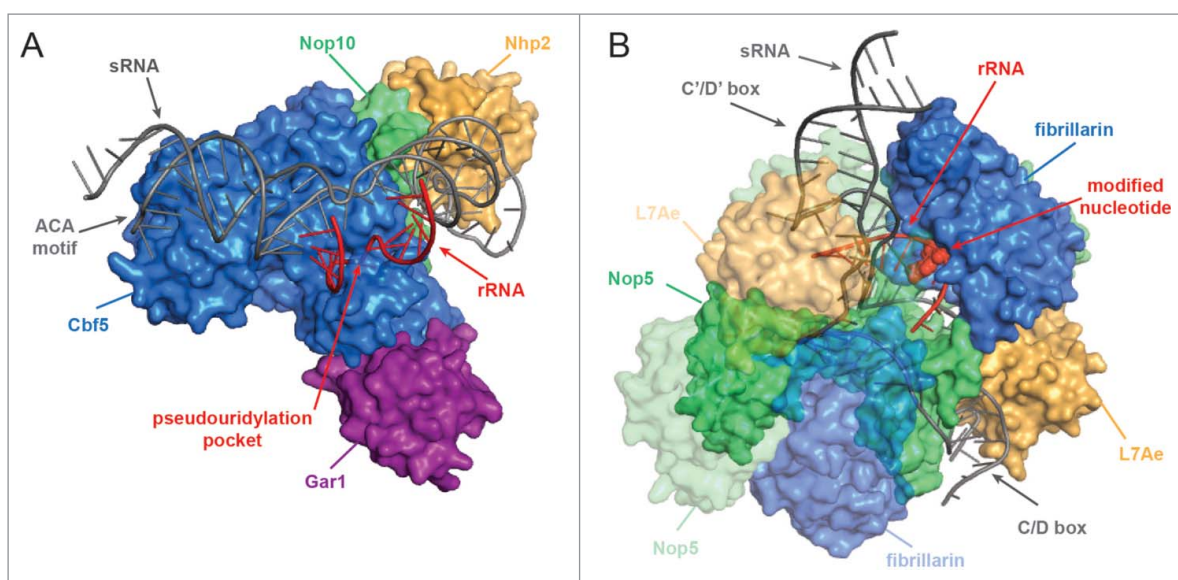 A
Nop10
Nhp2
sRNA
ACA
motif
rRNA
Cbf5
pseudouridylation
pocket
Gar1
B
sRNA
rRNA
C'/D' box
fibrillarin
modified
nucleotide
L7Ae
Nop5
L7Ae
C/D box
Nop5
fibrillarin